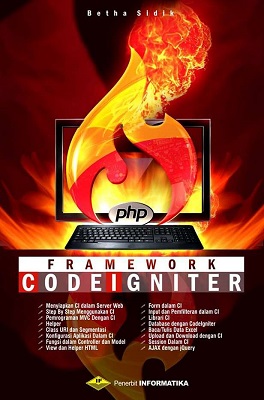 Betha Sidik
php
FRAMEWORK
CODEIGNITER
Menyiapkan CI dalam Server Web
Step By Step Menggunakan CI
Pemrograman MVC Dengan CI
Helper
Class URI dan Segmentasi
Konfigurasi Aplikasi Dalam CI
Fungsi dalam Controller dan Model
View dan Helper HTML
Form dalam CI
Input dan Pemfilteran dalam CI
Librari CI
Database dengan CodeIgniter
Baca/Tulis Data Excel
Upload dan Download dengan CI
Session Dalam CI
AJAX dengan jQuery
Penerbit INFORMATIKA